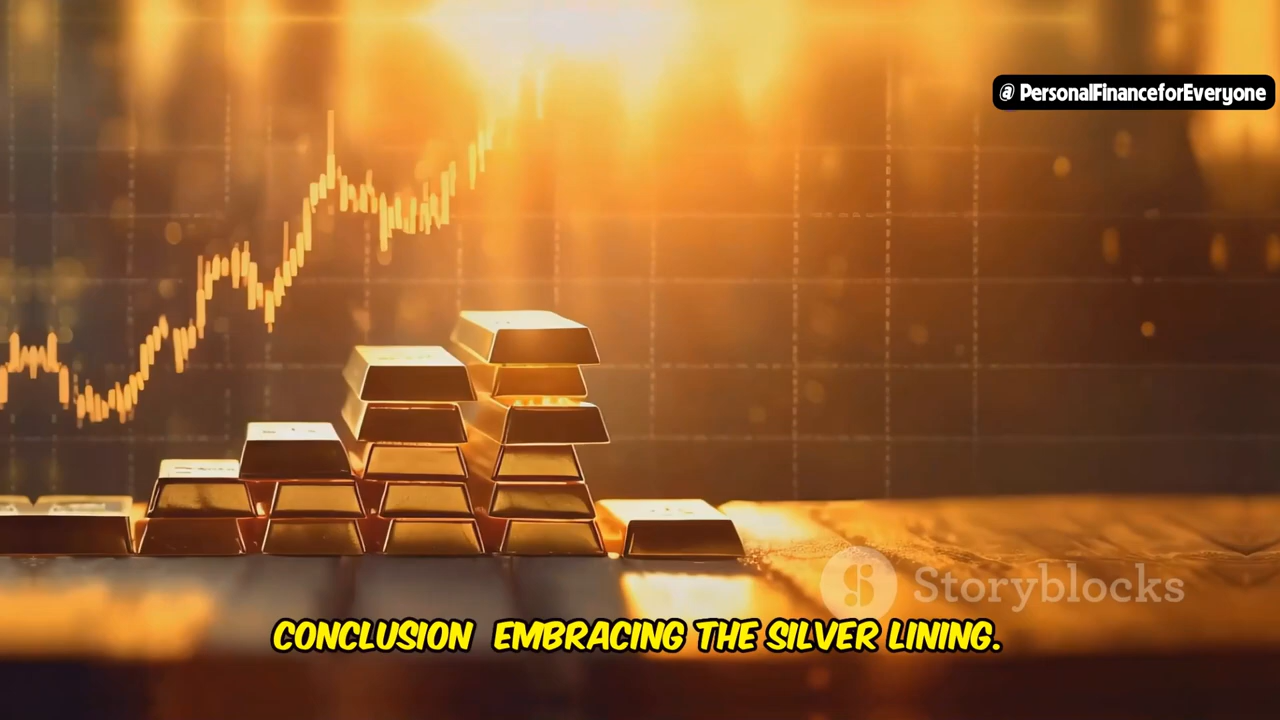 @ PersonalFinanceforEveryone
Storyblocks
CONCLUSION EMBRACING THE SILVER LINING.